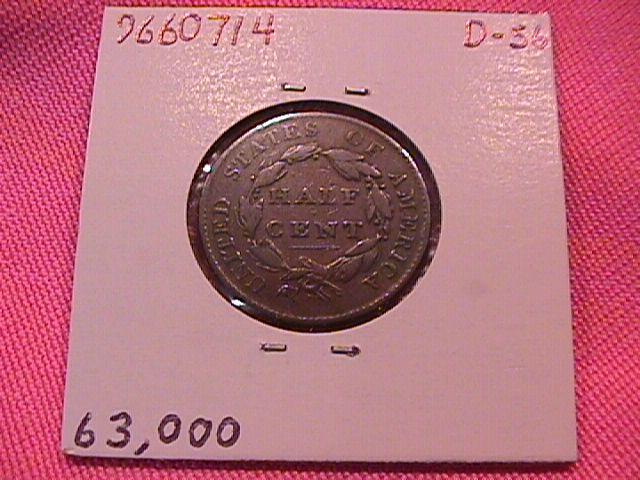 9660714 D-56
UNITED STATES OF AMERICA
HALF
CENT
63,000